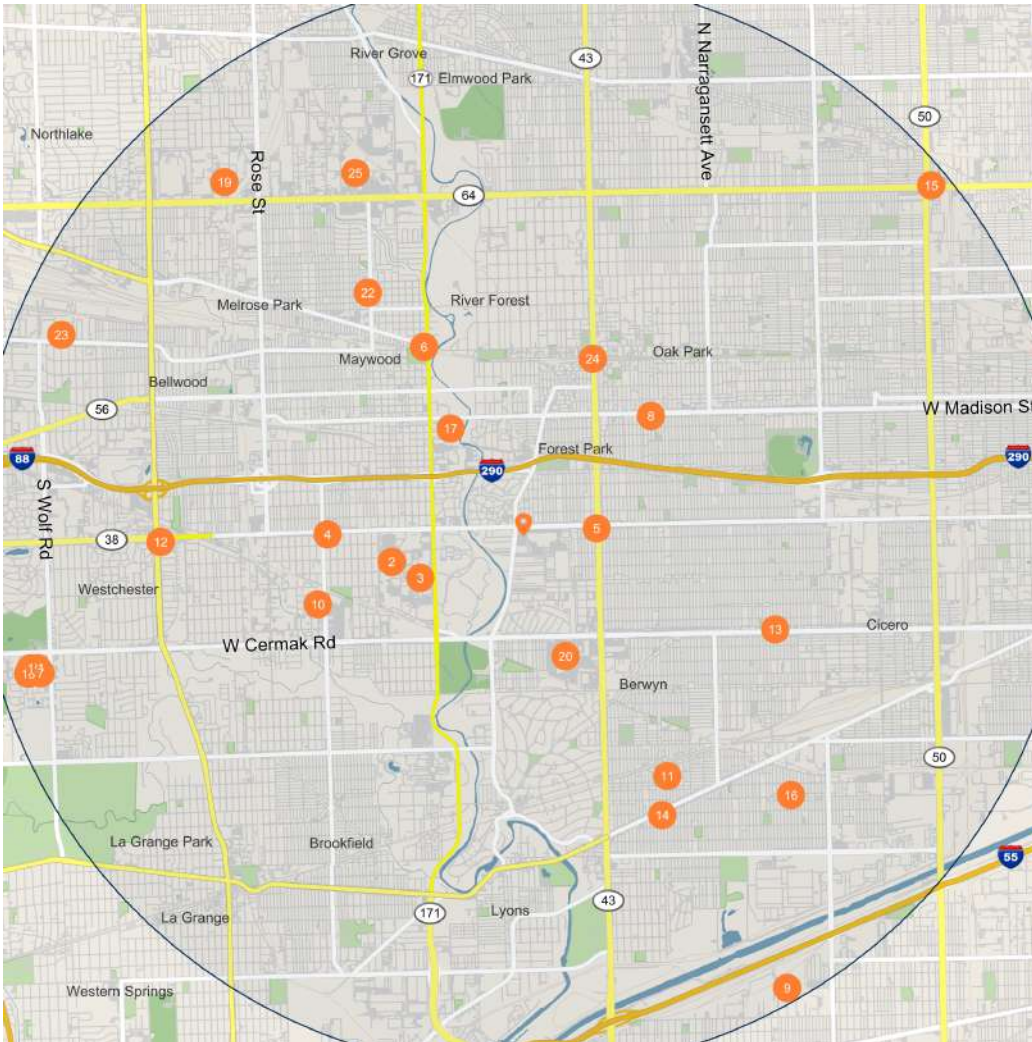 River Grove
43
171
Elmwood Park
N Narragansett Ave
50
Northlake
Rose St
19
25
64
15
22
River Forest
Melrose Park
23
6
Maywood
24
Oak Park
Bellwood
56
8
W Madison St
17
Forest Park
88
290
290
S Wolf Rd
38
12
4
5
2
3
Westchester
10
W Cermak Rd
13
Cicero
20
Berwyn
11
50
16
14
La Grange Park
Brookfield
55
La Grange
171
Lyons
43
Western Springs
9